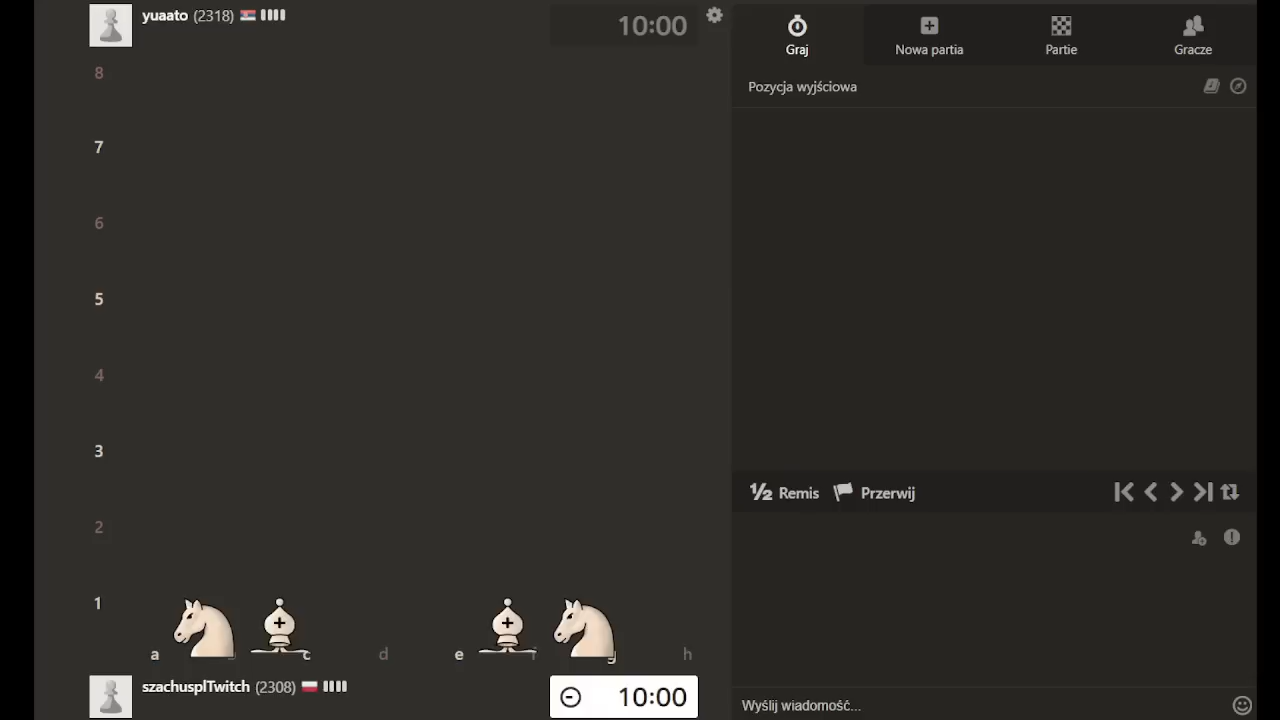 yuaato (2318)
10:00
Graj
Nowa partia
Partie
Gracze
Pozycja wyjściowa
8
7
6
5
4
3
2
1
a c d e f g h
½ Remis
Przerwij
szachusplTwitch (2308)
10:00
Wyślij wiadomość...